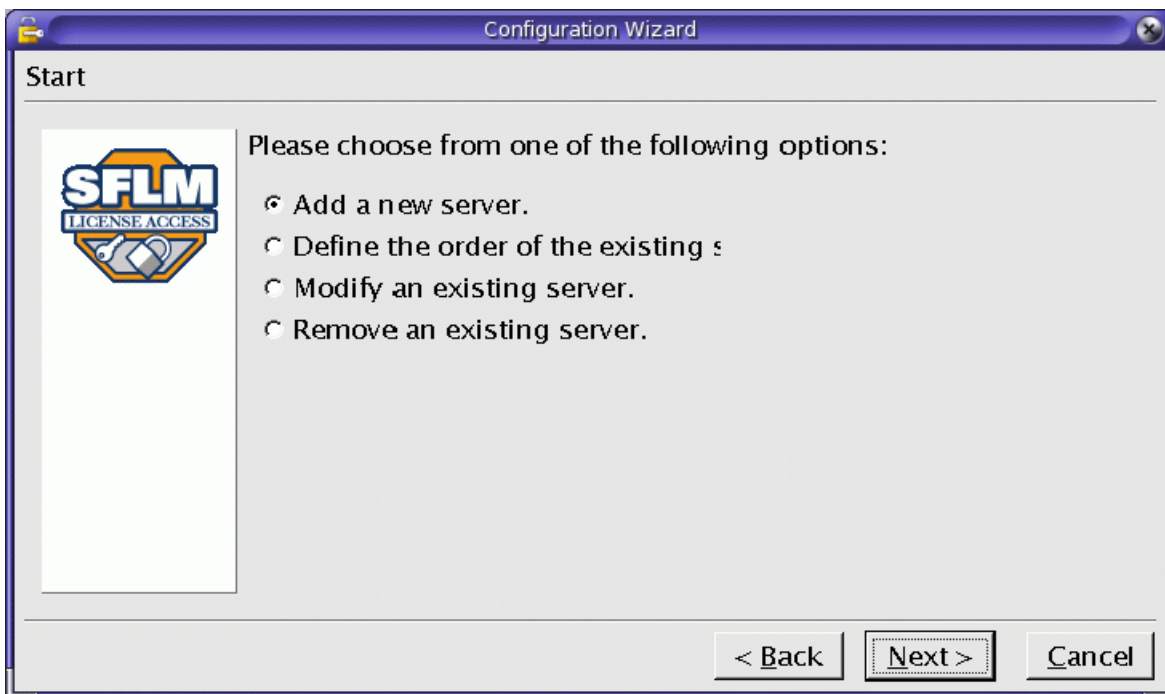 Configuration Wizard
Start
SFLM
LICENSE ACCESS
Please choose from one of the following options:
Add a new server.
Define the order of the existing
Modify an existing server.
Remove an existing server.
< Back
Next >
Cancel